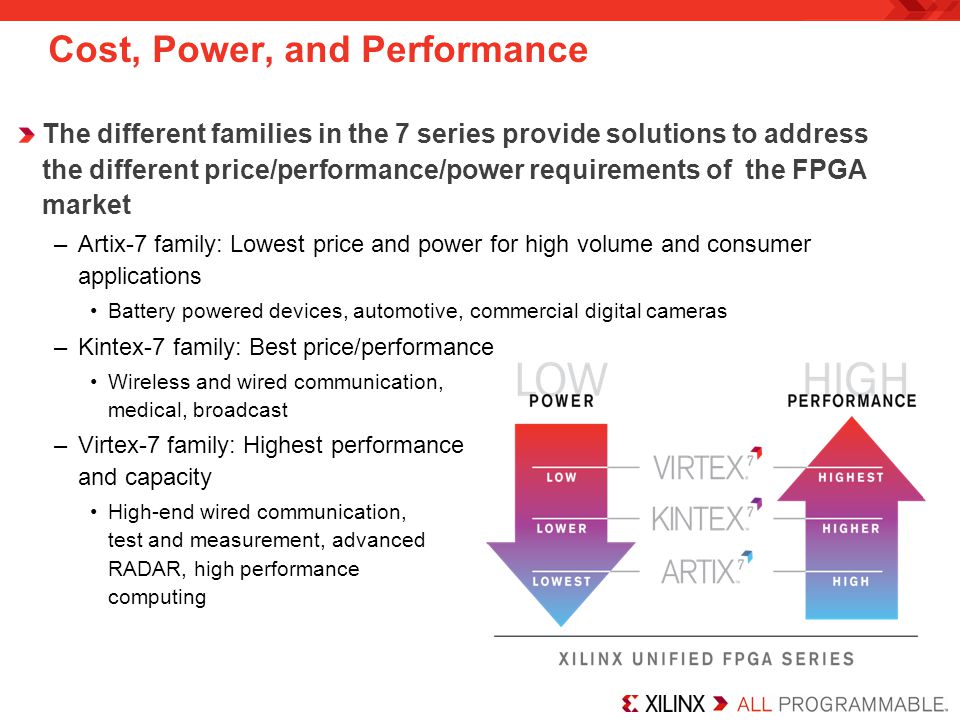 Cost, Power, and Performance
The different families in the 7 series provide solutions to address
the different price/performance/power requirements of the FPGA
market
– Artix-7 family: Lowest price and power for high volume and consumer
applications
• Battery powered devices, automotive, commercial digital cameras
– Kintex-7 family: Best price/performance
• Wireless and wired communication,
medical, broadcast
– Virtex-7 family: Highest performance
and capacity
• High-end wired communication,
test and measurement, advanced
RADAR, high performance
computing
LOW HIGH
POWER PERFORMANCE
LOW VIRTEX 7 HIGHEST
LOWER KINTEX 7 HIGHER
LOWEST ARTIX 7 HIGH
XILINX UNIFIED FPGA SERIES
XILINX ALL PROGRAMMABLE™